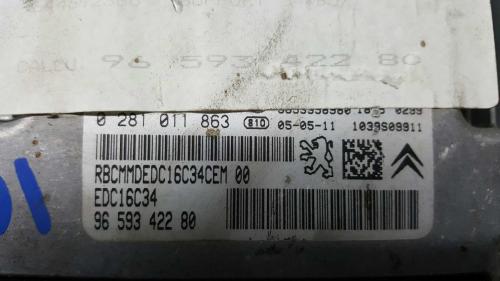 CALCU. 96 593 422 80
0 281 011 863 810 05-05-11 1039S09911
RBCMMDEDC16C34CEM 00
EDC16C34
96 593 422 80